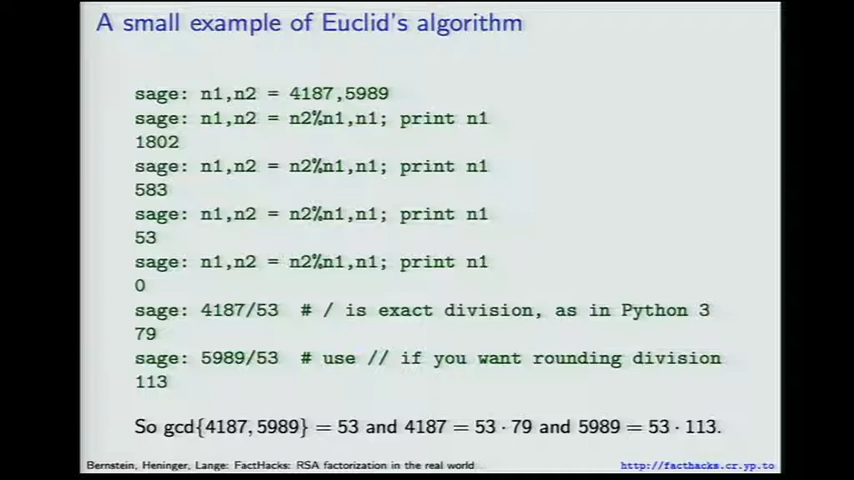 A small example of Euclid's algorithm
sage: n1,n2 = 4187,5989
sage: n1,n2 = n2%n1,n1; print n1
1802
sage: n1,n2 = n2%n1,n1; print n1
583
sage: n1,n2 = n2%n1,n1; print n1
53
sage: n1,n2 = n2%n1,n1; print n1
0
sage: 4187/53 # / is exact division, as in Python 3
79
sage: 5989/53 # use // if you want rounding division
113
So gcd{4187, 5989} = 53 and 4187 = 53 · 79 and 5989 = 53 · 113.
Bernstein, Heninger, Lange: FactHacks: RSA factorization in the real world
http://facthacks.cr.yp.to